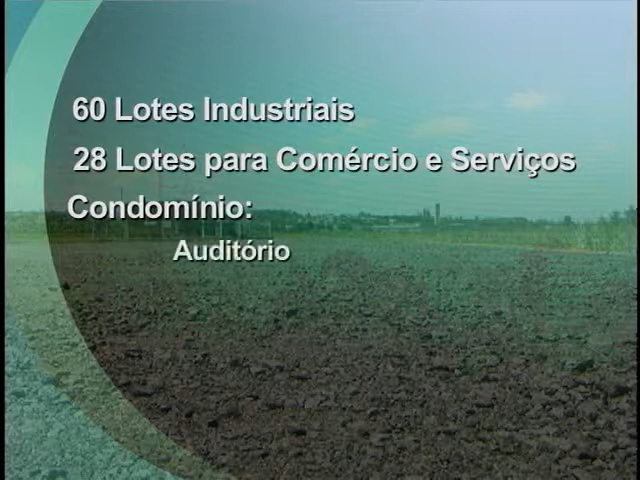 60 Lotes Industriais
28 Lotes para Comércio e Serviços
Condomínio:
Auditório